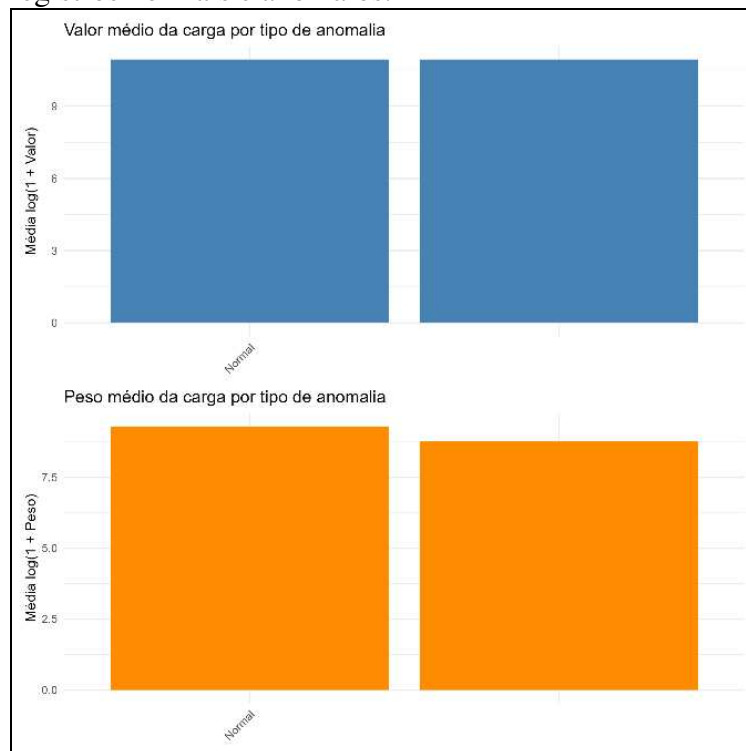 Valor médio da carga por tipo de anomalia
Média log(1 + Valor)
9
6
3
0
Normal
Peso médio da carga por tipo de anomalia
Média log(1 + Peso)
7.5
5.0
2.5
0.0
Normal